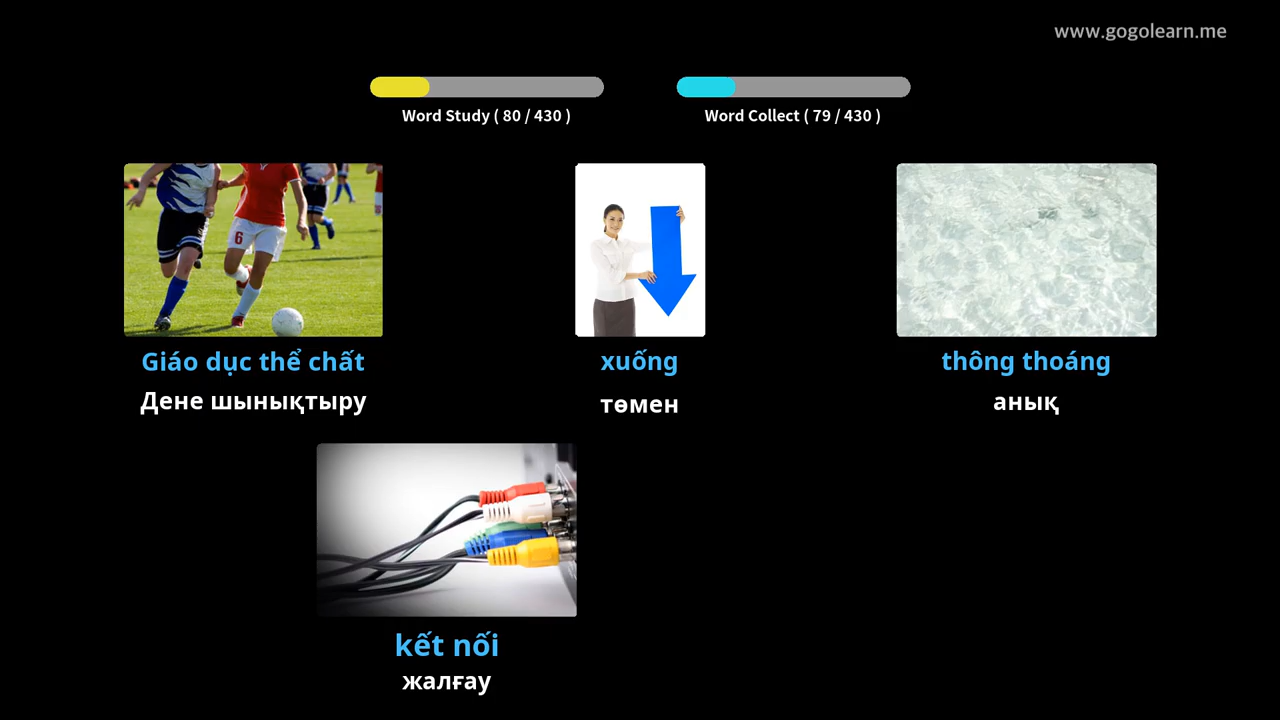 www.gogolearn.me
Word Study ( 80 / 430 )
Word Collect ( 79 / 430 )
6
Giáo dục thể chất
Дене шынықтыру
xuống
төмен
thông thoáng
анық
kết nối
жалғау